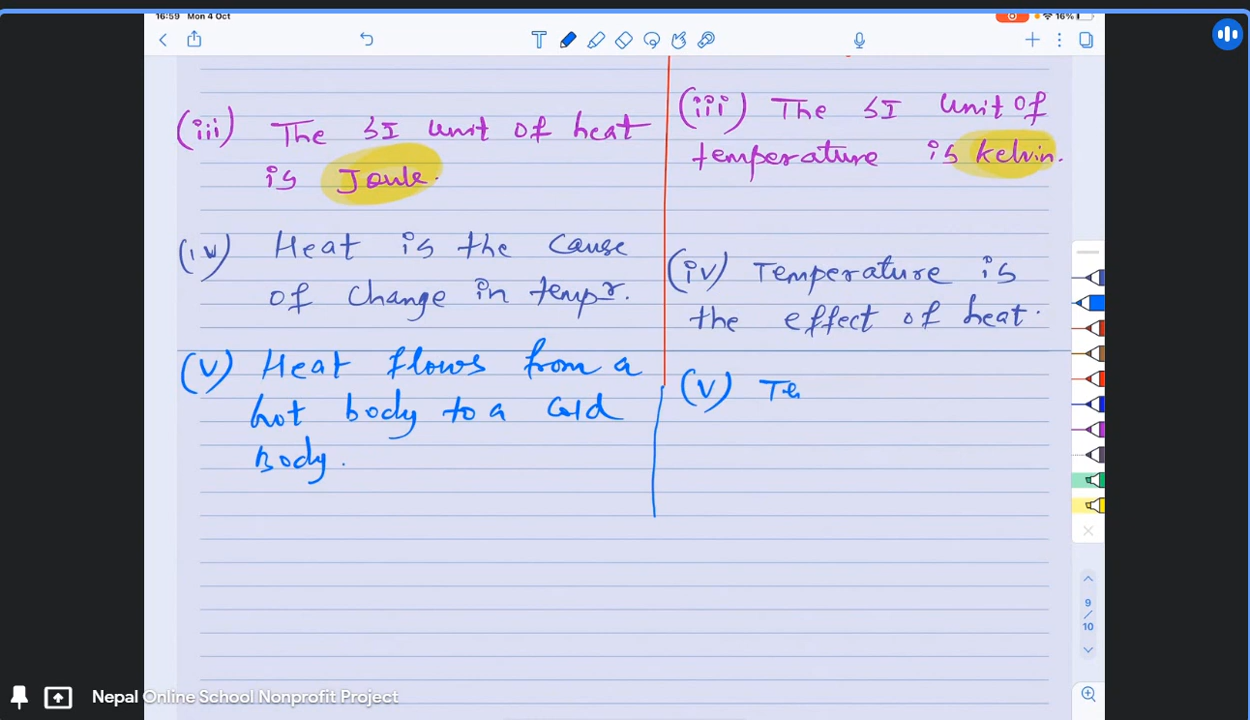 16:59 Mon 4 Oct
16%
T
(iii) The SI unit of heat
is Joule.
(iv) Heat is the cause
of change in tempr.
(v) Heat flows from a
hot body to a cold
body.
(iii) The SI unit of
temperature is kelvin.
(iv) Temperature is
the effect of heat.
(v) Te
9
/
10
Nepal Online School Nonprofit Project